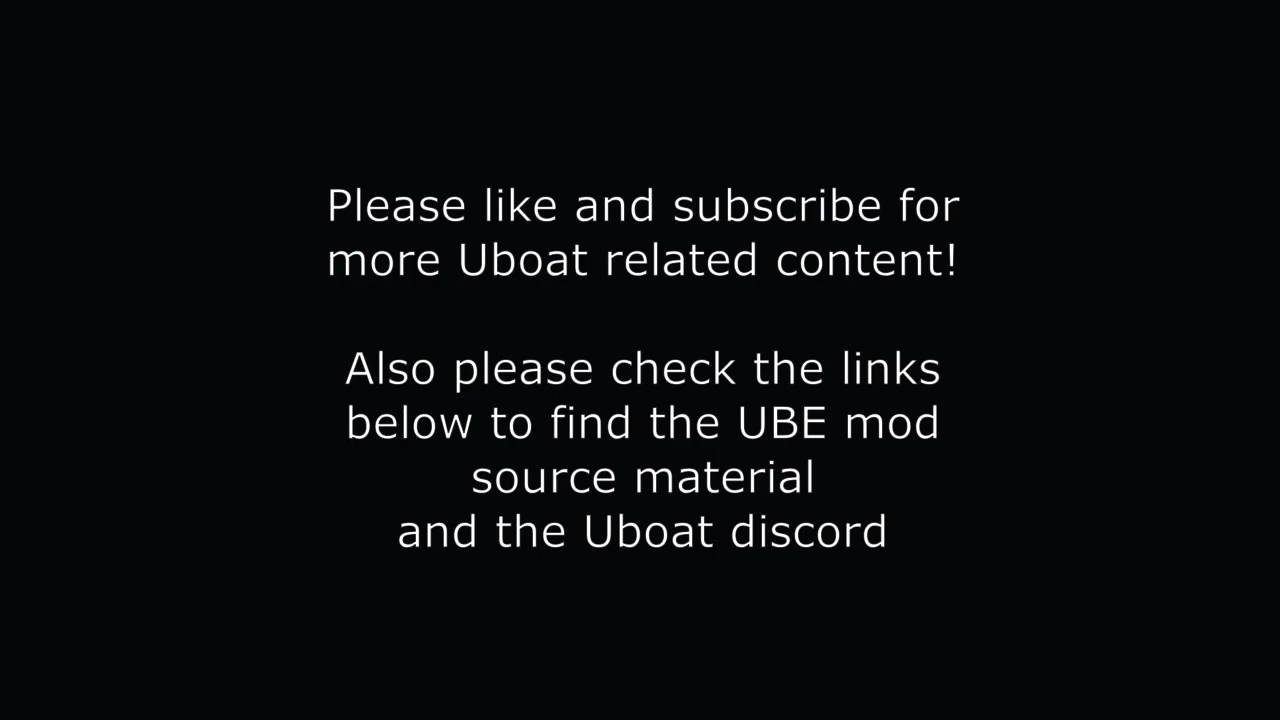 Please like and subscribe for
more Uboat related content!
Also please check the links
below to find the UBE mod
source material
and the Uboat discord